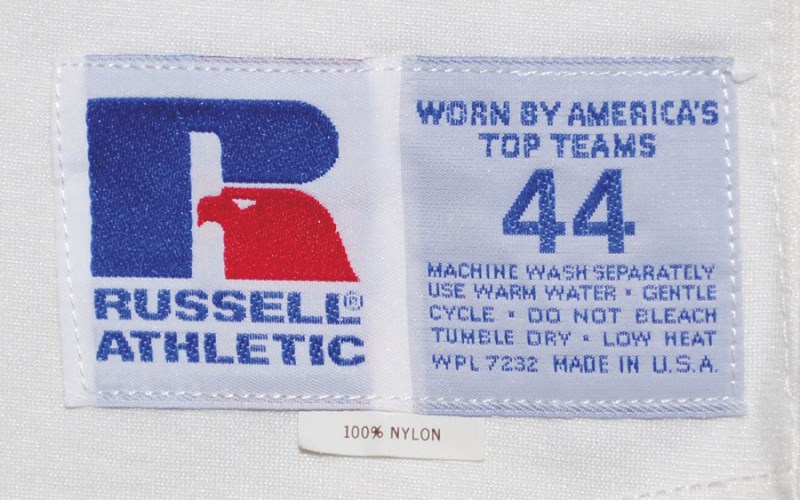 RUSSELL®
ATHLETIC
WORN BY AMERICA'S
TOP TEAMS
44
MACHINE WASH SEPARATELY
USE WARM WATER • GENTLE
CYCLE • DO NOT BLEACH
TUMBLE DRY • LOW HEAT
WPL 7232 MADE IN U.S.A.
100% NYLON